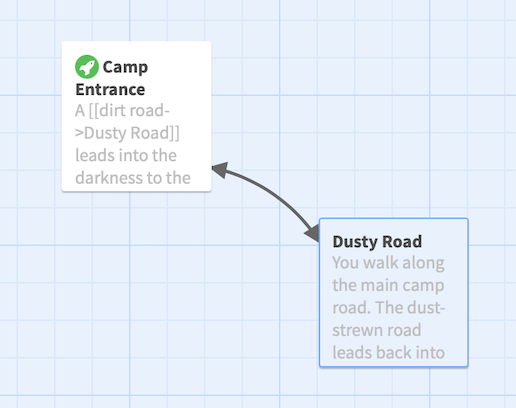 Camp
Entrance
A [[dirt road-
>Dusty Road]]
leads into the
darkness to the
Dusty Road
You walk along
the main camp
road. The dust-
strewn road
leads back into